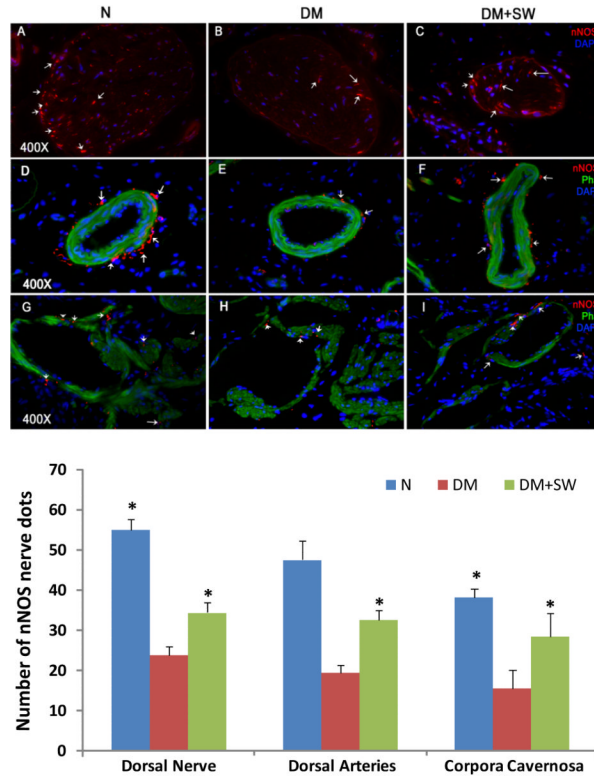 N DM DM+SW
A B C nNOS
DAPI
400X
D E F nNOS
Ph
DAPI
400X
G H I nNOS
Ph
DAPI
400X
Number of nNOS nerve dots
70
60
50
40
30
20
10
0
N DM DM+SW
* * * * *
Dorsal Nerve Dorsal Arteries Corpora Cavernosa